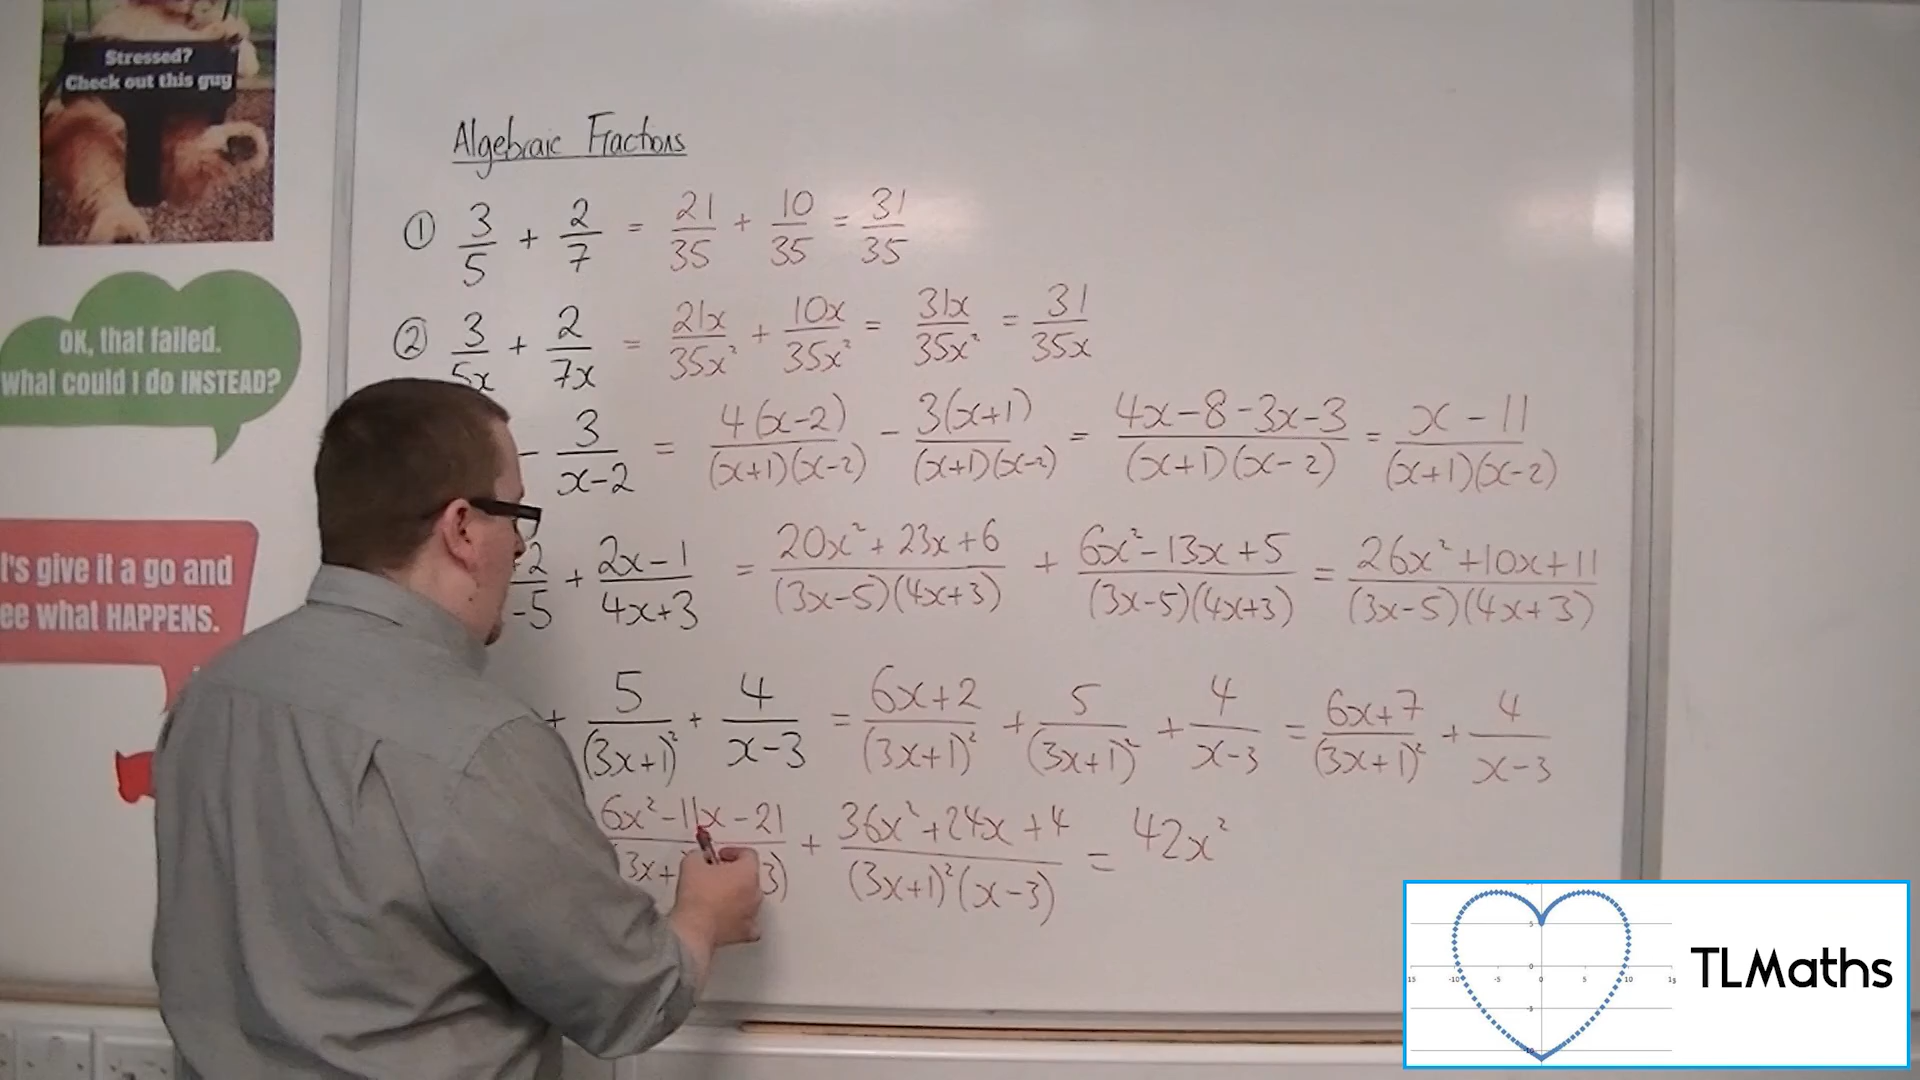 Stressed?
Check out this guy
OK, that failed.
What could I do INSTEAD?
's give it a go and
ee what HAPPENS.
Algebraic Fractions
① 3/5 + 2/7 = 21/35 + 10/35 = 31/35
② 3/5x + 2/7x = 21x/35x² + 10x/35x² = 31x/35x² = 31/35x
- 3/(x-2) = 4(x-2)/(x+1)(x-2) - 3(x+1)/(x+1)(x-2) = (4x-8-3x-3)/(x+1)(x-2) = (x-11)/(x+1)(x-2)
2/-5 + (2x-1)/(4x+3) = (20x²+23x+6)/(3x-5)(4x+3) + (6x²-13x+5)/(3x-5)(4x+3) = (26x²+10x+11)/(3x-5)(4x+3)
+ 5/(3x+1)² + 4/(x-3) = (6x+2)/(3x+1)² + 5/(3x+1)² + 4/(x-3) = (6x+7)/(3x+1)² + 4/(x-3)
(6x²-11x-21)/(3x+ 3) + (36x²+24x+4)/(3x+1)²(x-3) = 42x²
TLMaths